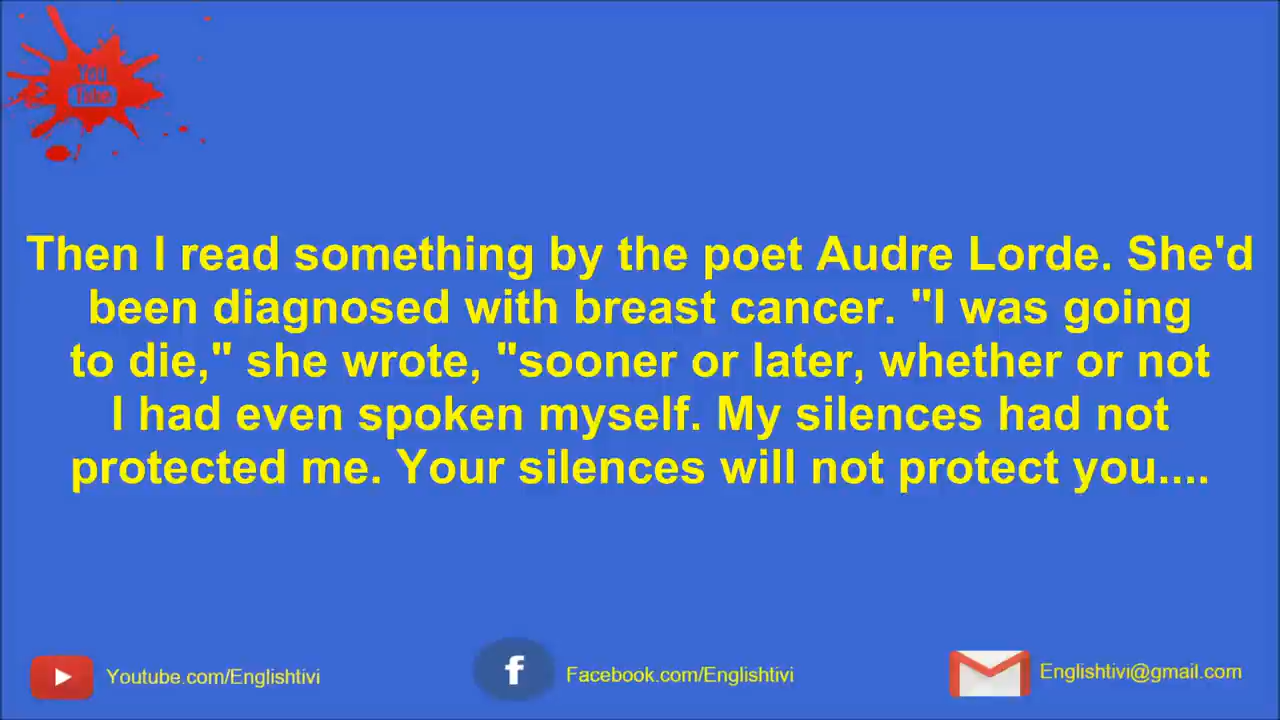 You
Tube
Then I read something by the poet Audre Lorde. She'd
been diagnosed with breast cancer. "I was going
to die," she wrote, "sooner or later, whether or not
I had even spoken myself. My silences had not
protected me. Your silences will not protect you....
Youtube.com/Englishtivi
f
Facebook.com/Englishtivi
Englishtivi@gmail.com